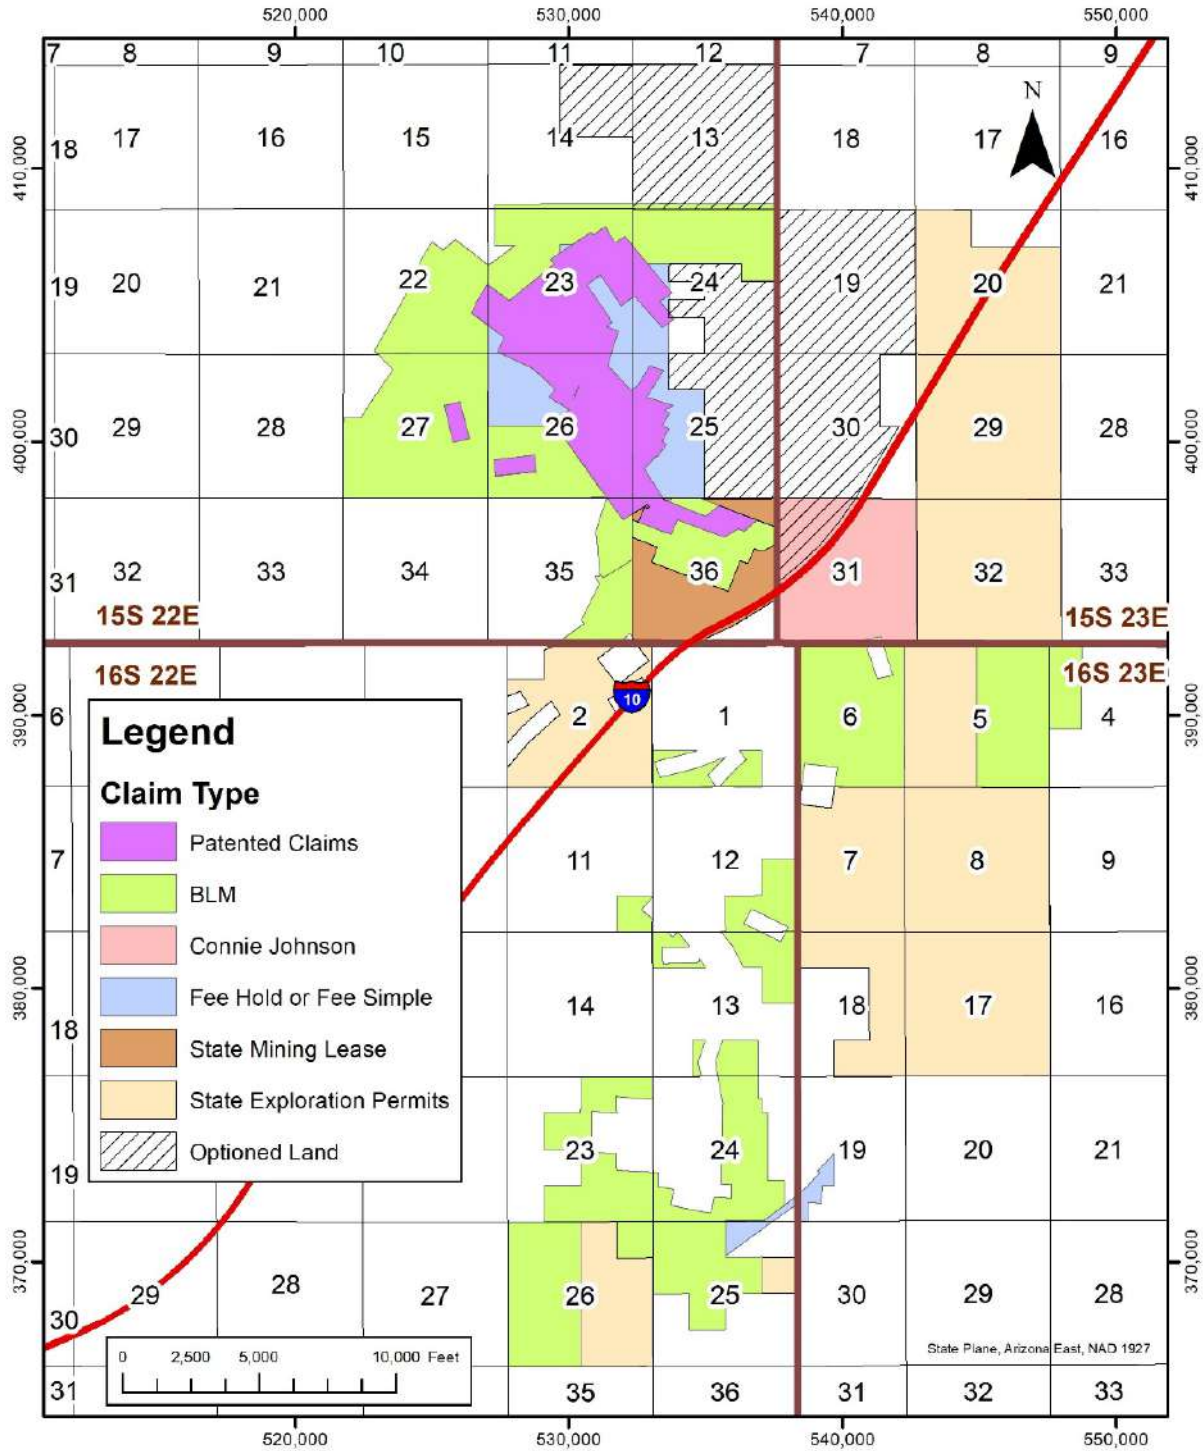 520,000 530,000 540,000 550,000
7 8 9 10 11 12 7 8 9
N
18 17 16 15 14 13 18 17 16
410,000 410,000
19 20 21 22 23 24 19 20 21
30 29 28 27 26 25 30 29 28
400,000 400,000
31 32 33 34 35 36 31 32 33
15S 22E 15S 23E
16S 22E 16S 23E
10
6 2 1 6 5 4
390,000 390,000
Legend
Claim Type
Patented Claims
BLM
Connie Johnson
Fee Hold or Fee Simple
State Mining Lease
State Exploration Permits
Optioned Land
7 11 12 7 8 9
380,000 380,000
18 14 13 18 17 16
19 23 24 19 20 21
370,000 370,000
30 29 28 27 26 25 30 29 28
State Plane, Arizona East, NAD 1927
0 2,500 5,000 10,000 Feet
31 35 36 31 32 33
520,000 530,000 540,000 550,000